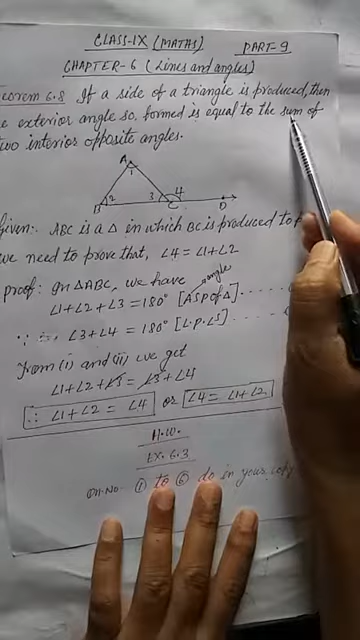 CLASS-IX (MATHS) PART-9
CHAPTER-6 (Lines and angles)
Theorem 6.8 If a side of a triangle is produced, then
the exterior angle so, formed is equal to the sum of
two interior opposite angles.
A
1
B 2 3 C 4 D
Given:- ABC is a Δ in which BC is produced to
we need to prove that, ∠4 = ∠1+∠2
angle
proof: In ΔABC, we have
∠1+∠2+∠3 = 180° [ASP of Δ] .....
∵ ∠3+∠4 = 180° [L.P. ∠S] .....
From (i) and (ii) we get
∠1+∠2+∠3 = ∠3+∠4
∴ ∠1+∠2 = ∠4 or ∠4 = ∠1+∠2
H.W.
Ex. 6.3
Qn.No- ① to ⑥ do in your copy